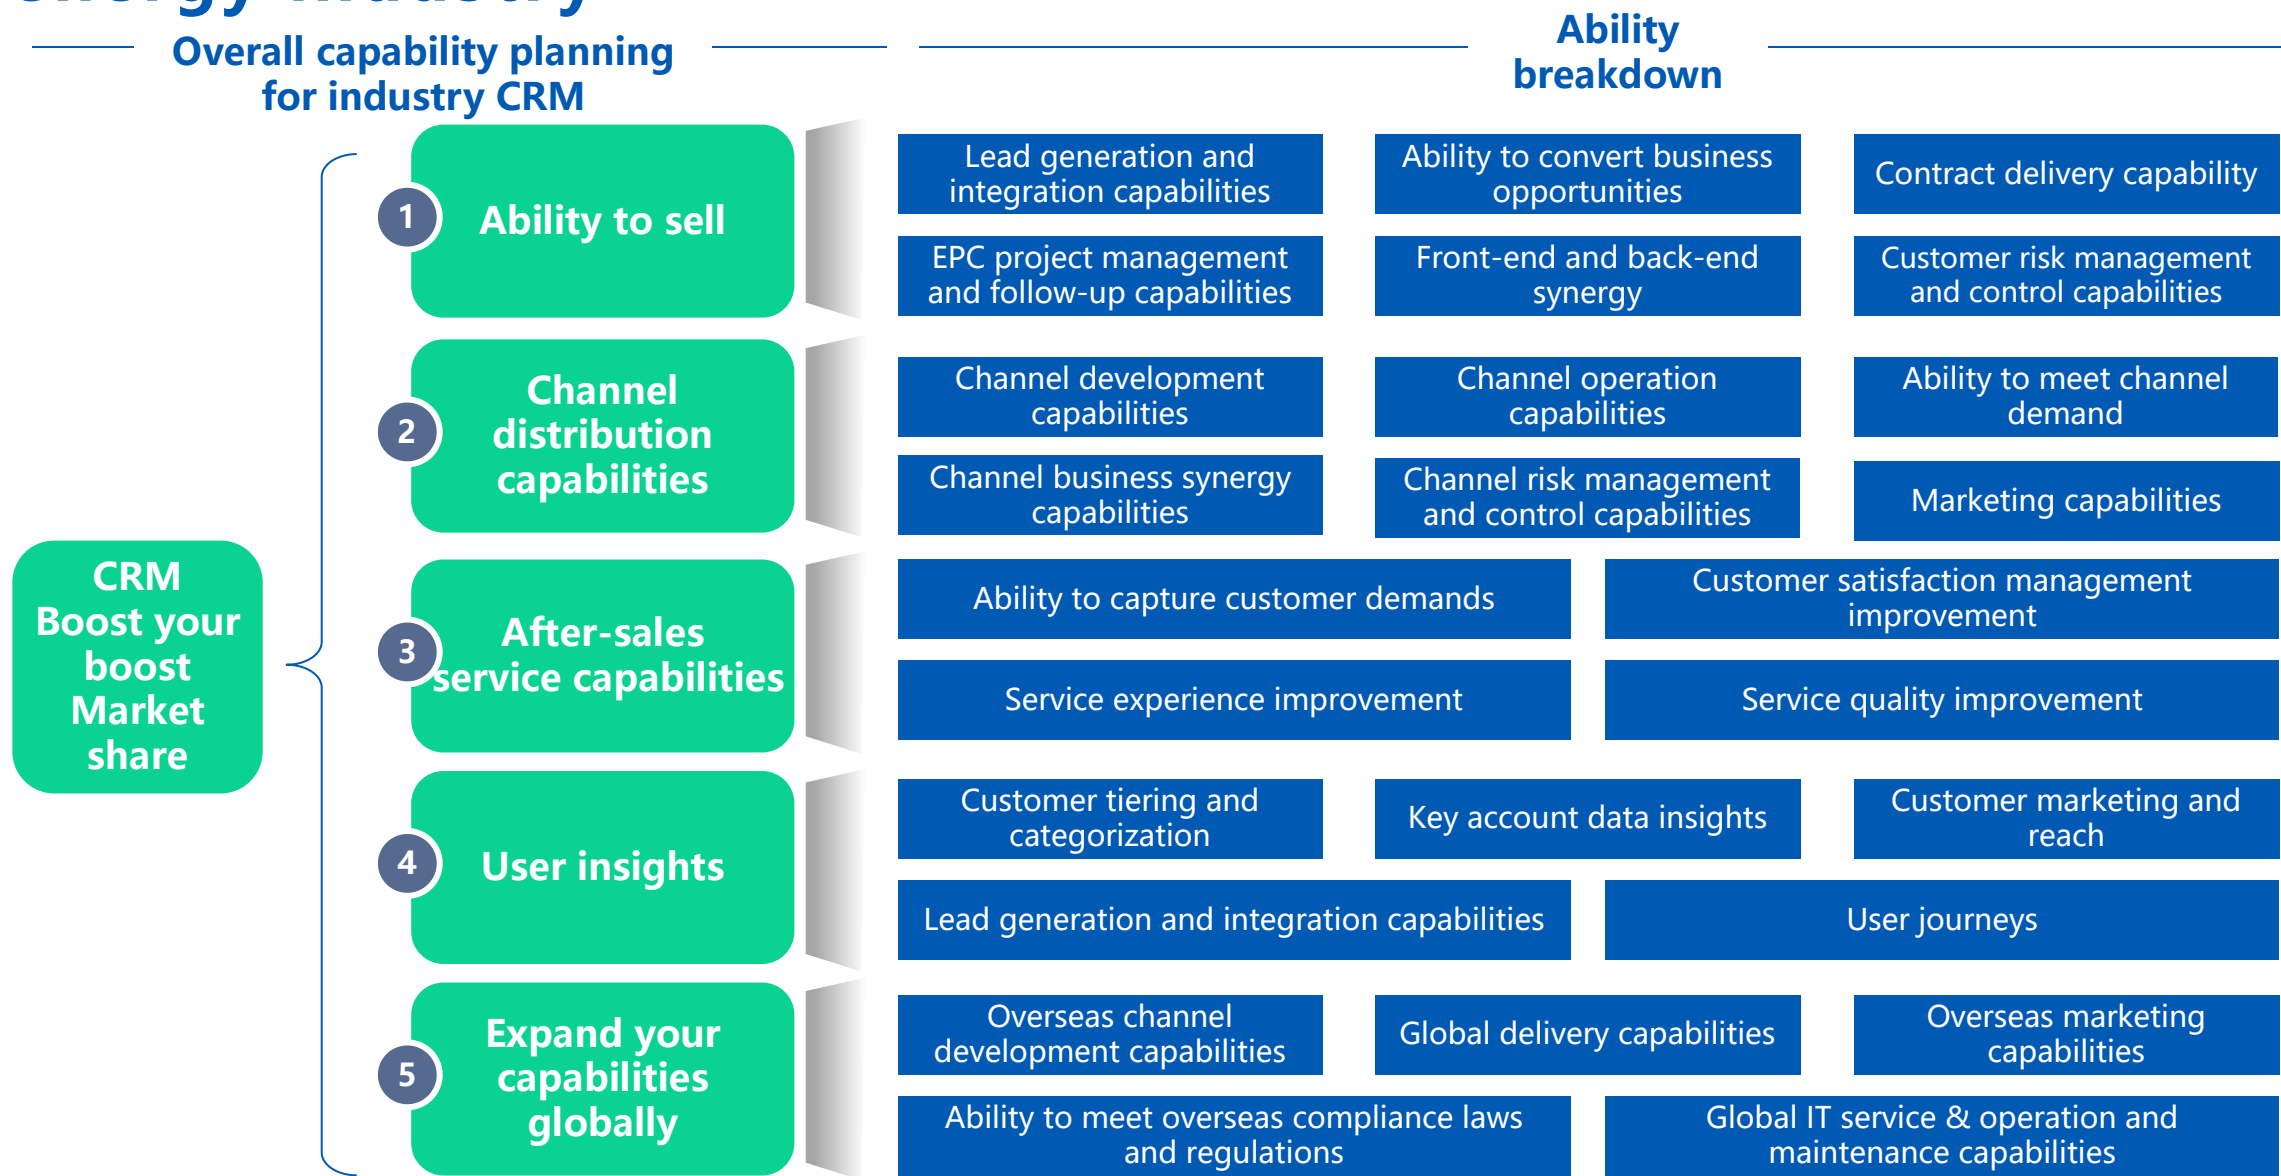 energy industry
Overall capability planning
for industry CRM
Ability
breakdown
CRM
Boost your
boost
Market
share
1
Ability to sell
Lead generation and
integration capabilities
Ability to convert business
opportunities
Contract delivery capability
EPC project management
and follow-up capabilities
Front-end and back-end
synergy
Customer risk management
and control capabilities
2
Channel
distribution
capabilities
Channel development
capabilities
Channel operation
capabilities
Ability to meet channel
demand
Channel business synergy
capabilities
Channel risk management
and control capabilities
Marketing capabilities
3
After-sales
service capabilities
Ability to capture customer demands
Customer satisfaction management
improvement
Service experience improvement
Service quality improvement
4
User insights
Customer tiering and
categorization
Key account data insights
Customer marketing and
reach
Lead generation and integration capabilities
User journeys
5
Expand your
capabilities
globally
Overseas channel
development capabilities
Global delivery capabilities
Overseas marketing
capabilities
Ability to meet overseas compliance laws
and regulations
Global IT service & operation and
maintenance capabilities